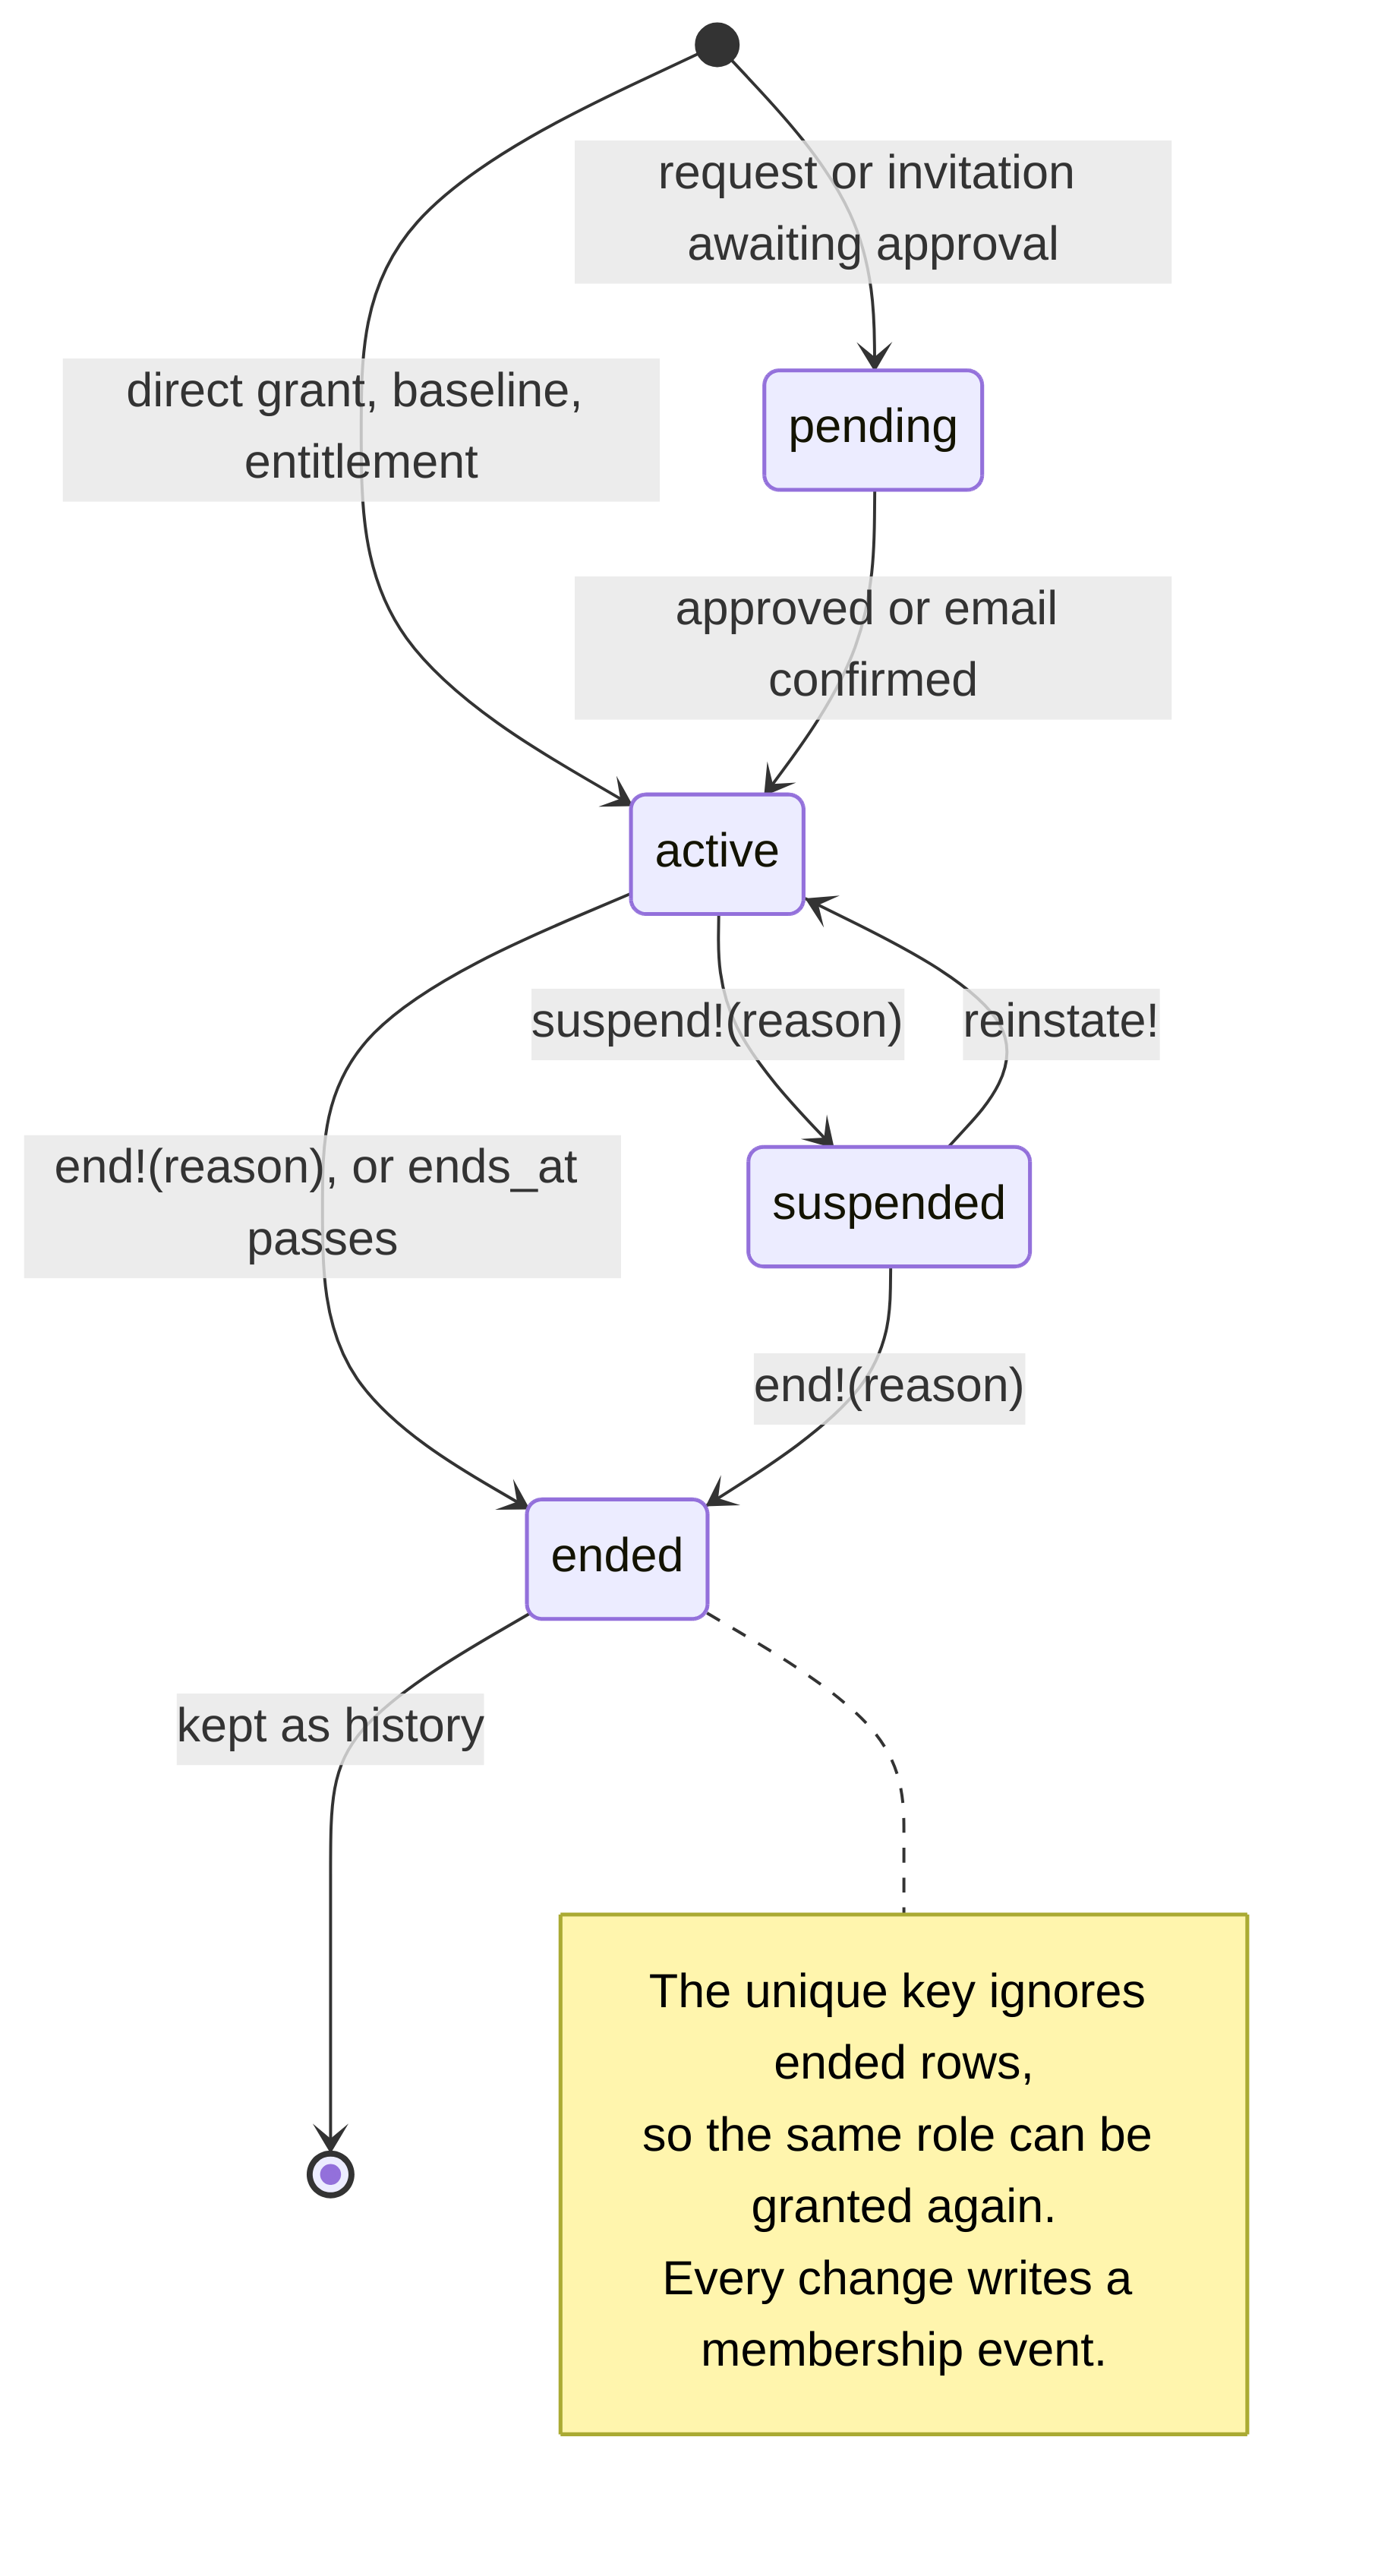 request or invitation
awaiting approval
direct grant, baseline,
entitlement
pending
approved or email
confirmed
active
suspend!(reason)
reinstate!
end!(reason), or ends_at
passes
suspended
end!(reason)
ended
kept as history
The unique key ignores
ended rows,
so the same role can be
granted again.
Every change writes a
membership event.